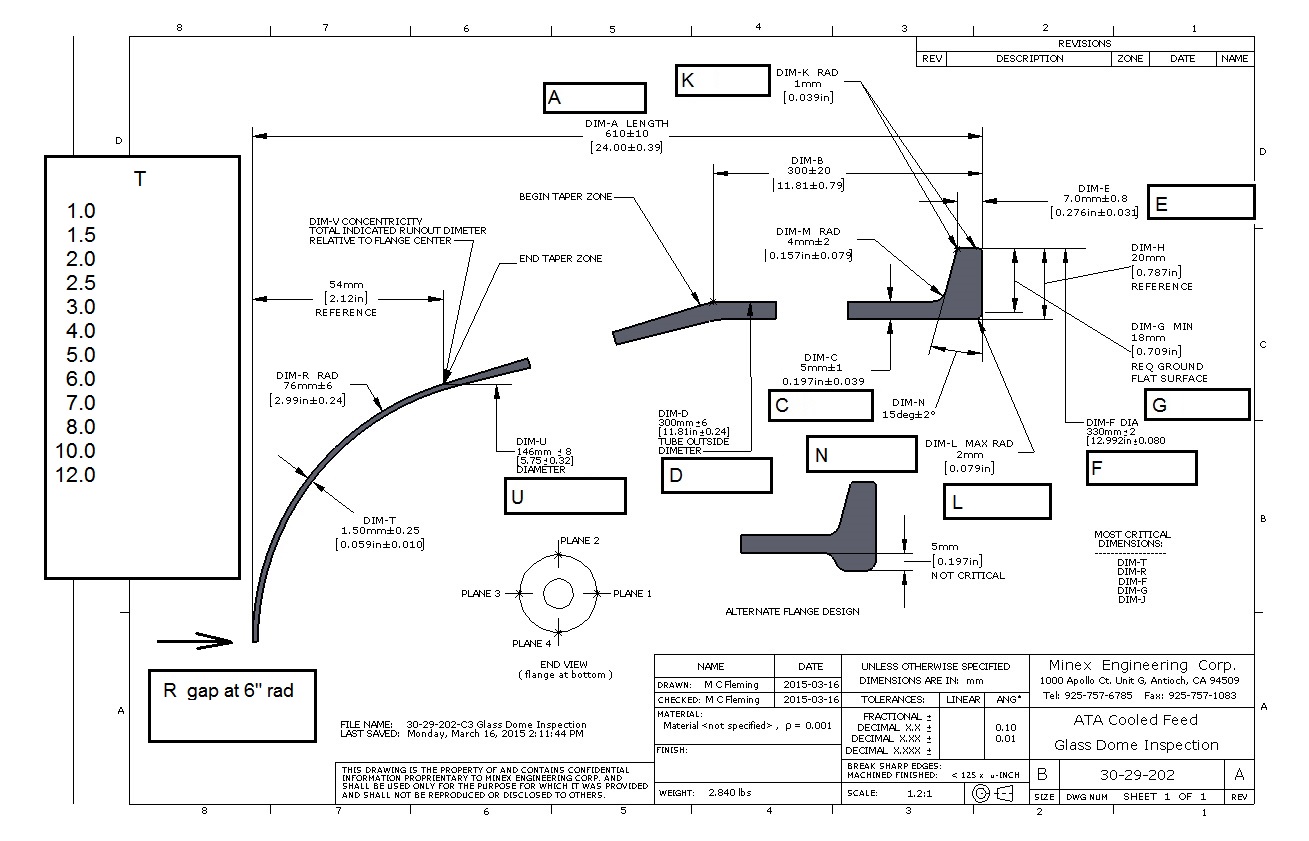 8 7 6 5 4 3 2 1
REVISIONS
REV DESCRIPTION ZONE DATE NAME
D
D
K
DIM-K RAD
1mm
[0.039in]
A
DIM-A LENGTH
610±10
[24.00±0.39]
DIM-B
300±20
[11.81±0.79]
DIM-E
7.0mm±0.8
[0.276in±0.031]
E
T
1.0
1.5
2.0
2.5
3.0
4.0
5.0
6.0
7.0
8.0
10.0
12.0
BEGIN TAPER ZONE
DIM-V CONCENTRICITY
TOTAL INDICATED RUNOUT DIMETER
RELATIVE TO FLANGE CENTER
END TAPER ZONE
DIM-M RAD
4mm±2
[0.157in±0.079]
DIM-H
20mm
[0.787in]
REFERENCE
54mm
[2.12in]
REFERENCE
DIM-G MIN
18mm
[0.709in]
REQ GROUND
FLAT SURFACE
G
C
DIM-R RAD
76mm±6
[2.99in±0.24]
DIM-C
5mm±1
0.197in±0.039
C
DIM-N
15deg±2°
N
DIM-D
300mm±6
[11.81in±0.24]
TUBE OUTSIDE
DIMETER
D
DIM-U
146mm ±8
[5.75±0.32]
DIAMETER
U
DIM-L MAX RAD
2mm
[0.079in]
L
DIM-F DIA
330mm±2
[12.992in±0.080
F
DIM-T
1.50mm±0.25
[0.059in±0.010]
B
5mm
[0.197in]
NOT CRITICAL
ALTERNATE FLANGE DESIGN
MOST CRITICAL
DIMENSIONS:
------------------
DIM-T
DIM-R
DIM-F
DIM-G
DIM-J
PLANE 2
PLANE 3
PLANE 1
PLANE 4
END VIEW
( flange at bottom )
R gap at 6" rad
A
A
FILE NAME: 30-29-202-C3 Glass Dome Inspection
LAST SAVED: Monday, March 16, 2015 2:11:44 PM
THIS DRAWING IS THE PROPERTY OF AND CONTAINS CONFIDENTIAL
INFORMATION PROPRIENTARY TO MINEX ENGINEERING CORP. AND
SHALL BE USED ONLY FOR THE PURPOSE FOR WHICH IT WAS PROVIDED
AND SHALL NOT BE REPRODUCED OR DISCLOSED TO OTHERS.
NAME DATE
DRAWN: M C Fleming 2015-03-16
CHECKED: M C Fleming 2015-03-16
MATERIAL:
Material <not specified> , ρ = 0.001
FINISH:
WEIGHT: 2.840 lbs
UNLESS OTHERWISE SPECIFIED
DIMENSIONS ARE IN: mm
TOLERANCES: LINEAR ANG°
FRACTIONAL ±
DECIMAL X.X ± 0.10
DECIMAL X.XX ± 0.01
DECIMAL X.XXX ±
BREAK SHARP EDGES:
MACHINED FINISHED: < 125 x u-INCH
SCALE: 1.2:1
Minex Engineering Corp.
1000 Apollo Ct. Unit G, Antioch, CA 94509
Tel: 925-757-6785 Fax: 925-757-1083
ATA Cooled Feed
Glass Dome Inspection
B 30-29-202 A
SIZE DWG NUM SHEET 1 OF 1 REV
8 7 6 5 4 3 2 1